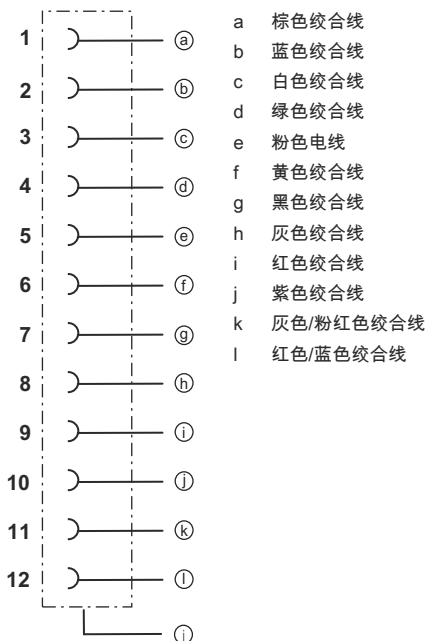 1 a
2 b
3 c
4 d
5 e
6 f
7 g
8 h
9 i
10 j
11 k
12 l
j
a 棕色绞合线
b 蓝色绞合线
c 白色绞合线
d 绿色绞合线
e 粉色电线
f 黄色绞合线
g 黑色绞合线
h 灰色绞合线
i 红色绞合线
j 紫色绞合线
k 灰色/粉红色绞合线
l 红色/蓝色绞合线